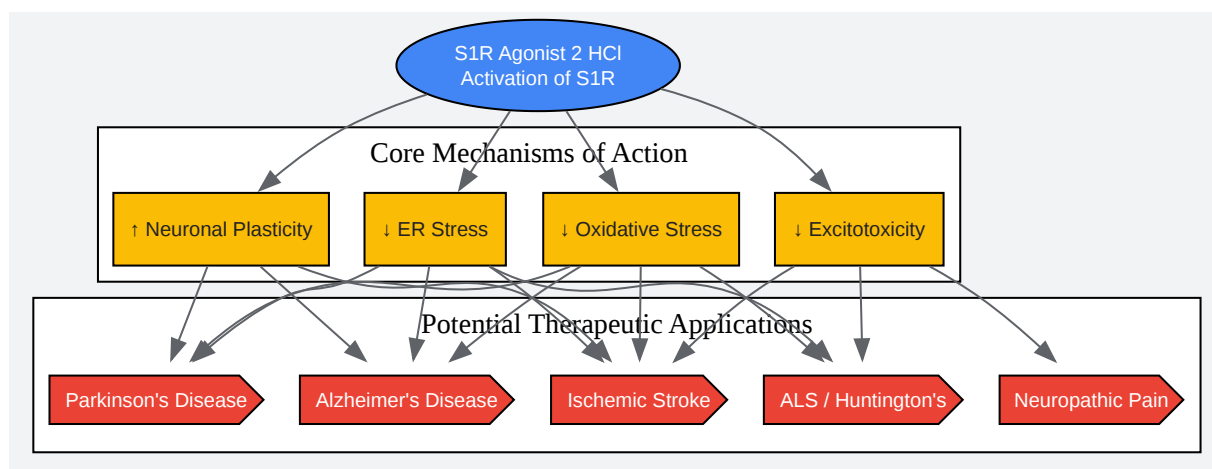 S1R Agonist 2 HCl
Activation of S1R
Core Mechanisms of Action
↑ Neuronal Plasticity
↓ ER Stress
↓ Oxidative Stress
↓ Excitotoxicity
Potential Therapeutic Applications
Parkinson's Disease
Alzheimer's Disease
Ischemic Stroke
ALS / Huntington's
Neuropathic Pain